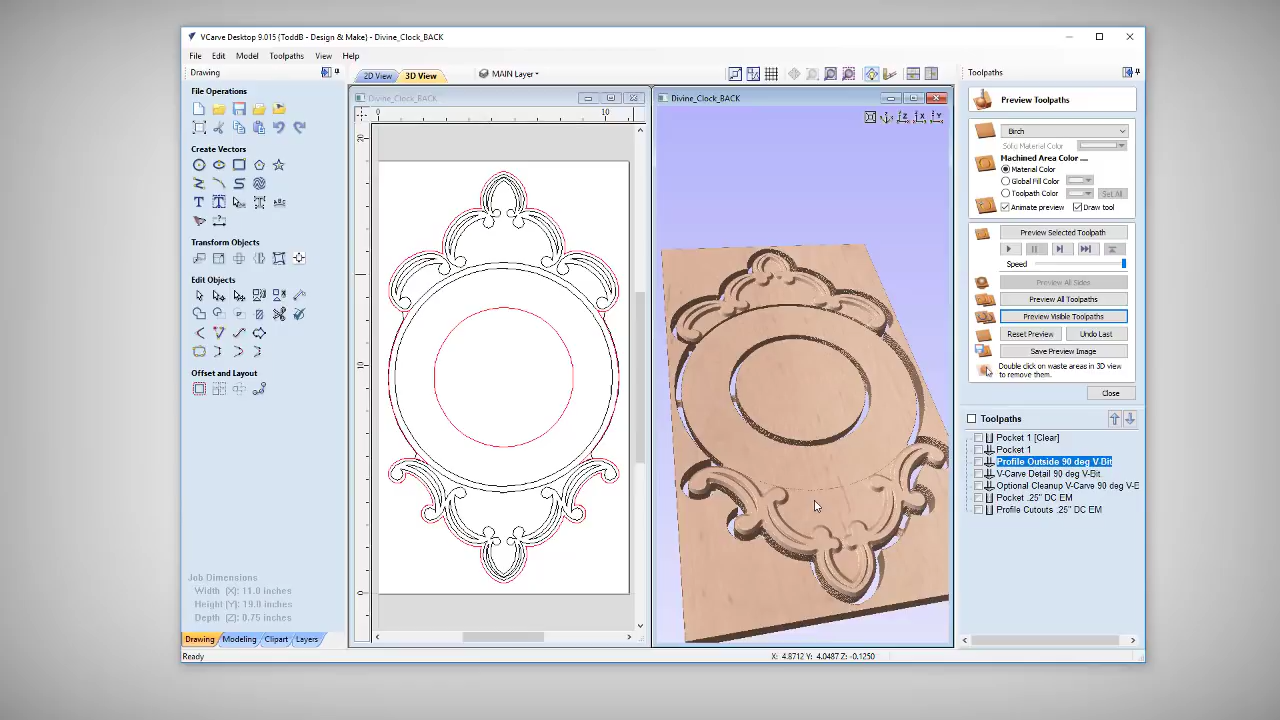 VCarve Desktop 9.015 {ToddB - Design & Make} - Divine_Clock_BACK
File Edit Model Toolpaths View Help
Drawing
File Operations
Create Vectors
Transform Objects
Edit Objects
Offset and Layout
Job Dimensions
Width (X): 11.0 inches
Height (Y): 19.0 inches
Depth (Z): 0.75 inches
Drawing Modeling Clipart Layers
Ready
2D View 3D View MAIN Layer
Divine_Clock_BACK
0 10
20
10
0
Divine_Clock_BACK
X: 4.8712 Y: 4.0487 Z:-0.1250
Toolpaths
Preview Toolpaths
Birch
Solid Material Color
Machined Area Color ...
Material Color
Global Fill Color
Toolpath Color Set All
Animate preview Draw tool
Preview Selected Toolpath
Speed
Preview All Sides
Preview All Toolpaths
Preview Visible Toolpaths
Reset Preview Undo Last
Save Preview Image
Double click on waste areas in 3D view
to remove them.
Close
Toolpaths
Pocket 1 [Clear]
Pocket 1
Profile Outside 90 deg V-Bit
V-Carve Detail 90 deg V-Bit
Optional Cleanup V-Carve 90 deg V-E
Pocket .25" DC EM
Profile Cutouts .25" DC EM